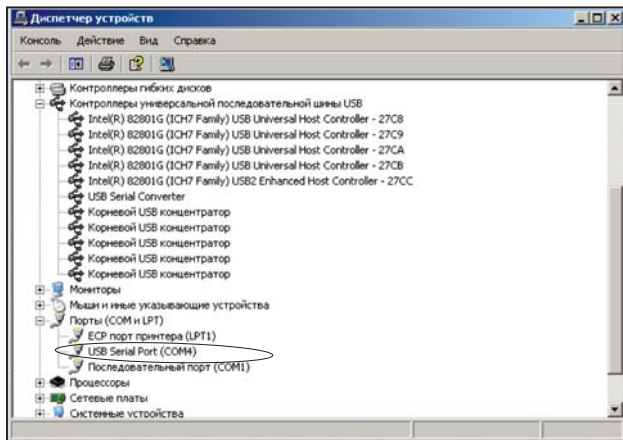 Диспетчер устройств
Консоль Действие Вид Справка
Контроллеры гибких дисков
Контроллеры универсальной последовательной шины USB
Intel(R) 82801G (ICH7 Family) USB Universal Host Controller - 27C8
Intel(R) 82801G (ICH7 Family) USB Universal Host Controller - 27C9
Intel(R) 82801G (ICH7 Family) USB Universal Host Controller - 27CA
Intel(R) 82801G (ICH7 Family) USB Universal Host Controller - 27CB
Intel(R) 82801G (ICH7 Family) USB2 Enhanced Host Controller - 27CC
USB Serial Converter
Корневой USB концентратор
Корневой USB концентратор
Корневой USB концентратор
Корневой USB концентратор
Корневой USB концентратор
Мониторы
Мыши и иные указывающие устройства
Порты (COM и LPT)
ECP порт принтера (LPT1)
USB Serial Port (COM4)
Последовательный порт (COM1)
Процессоры
Сетевые платы
Системные устройства